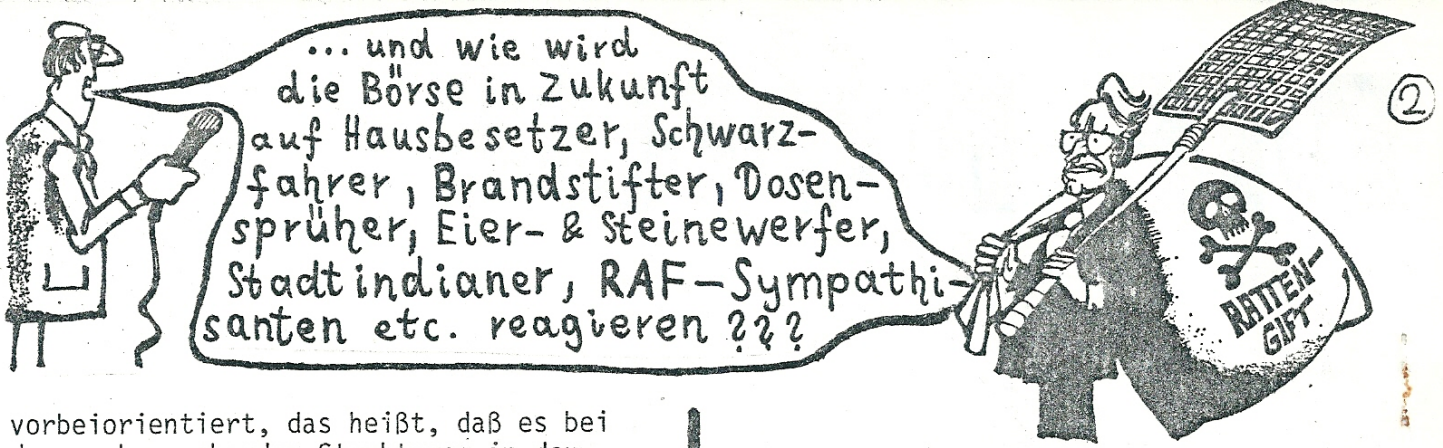 ... und wie wird
die Börse in Zukunft
auf Hausbesetzer, Schwarz-
fahrer, Brandstifter, Dosen-
sprüher, Eier- & Steinewerfer,
Stadtindianer, RAF-Sympathi-
santen etc. reagieren ???
2
RATTEN-
GIFT
vorbeiorientiert, das heißt, daß es bei